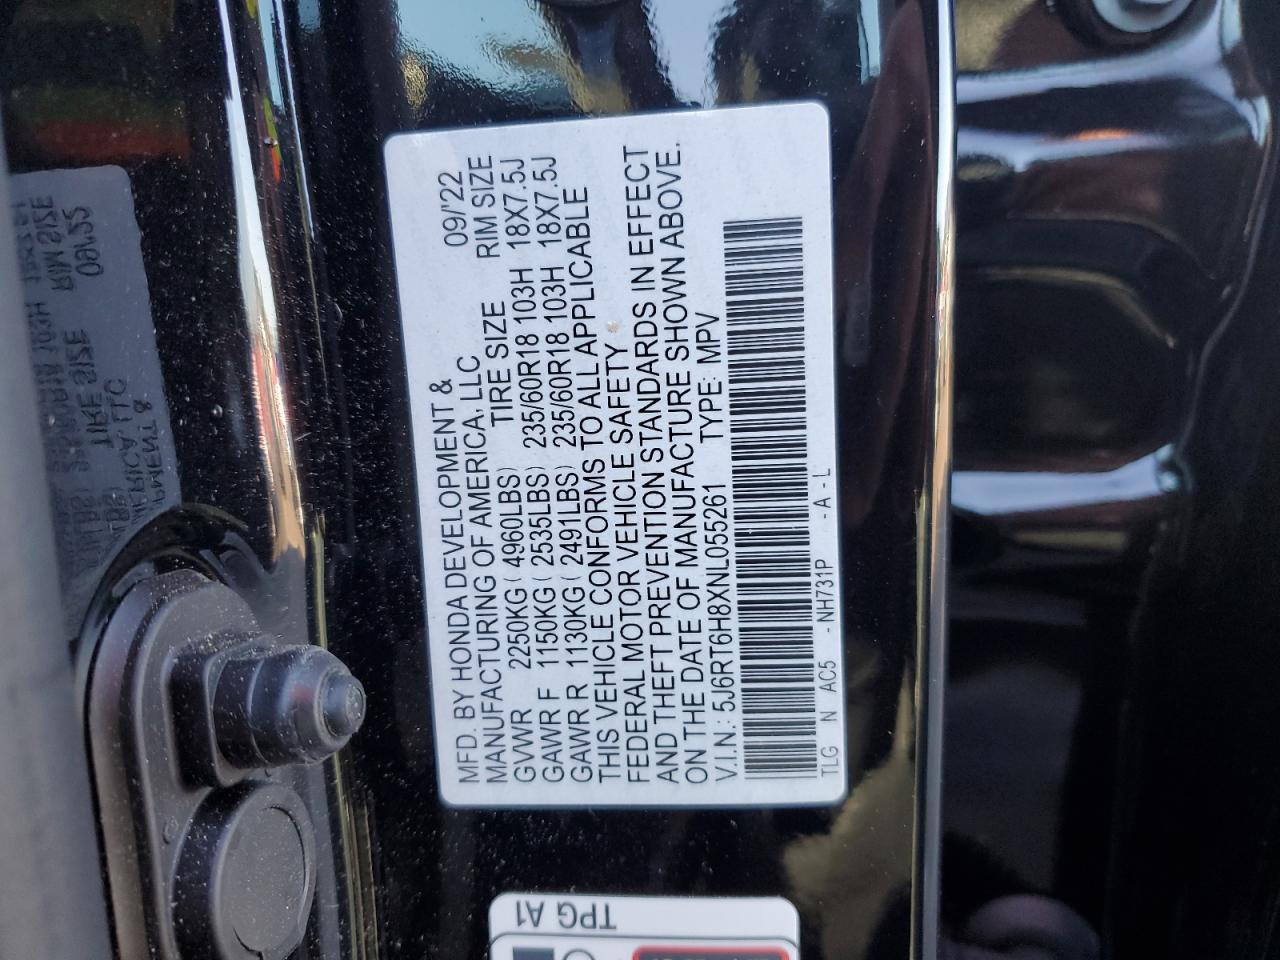 MFD. BY HONDA DEVELOPMENT &
MANUFACTURING OF AMERICA, LLC 09/'22
GVWR 2250KG ( 4960LBS) TIRE SIZE RIM SIZE
GAWR F 1150KG ( 2535LBS) 235/60R18 103H 18X7.5J
GAWR R 1130KG ( 2491LBS) 235/60R18 103H 18X7.5J
THIS VEHICLE CONFORMS TO ALL APPLICABLE
FEDERAL MOTOR VEHICLE SAFETY
AND THEFT PREVENTION STANDARDS IN EFFECT
ON THE DATE OF MANUFACTURE SHOWN ABOVE.
V.I.N.: 5J6RT6H8XNL055261 TYPE: MPV
TLG N AC5 - NH731P - A - L
TPG A1